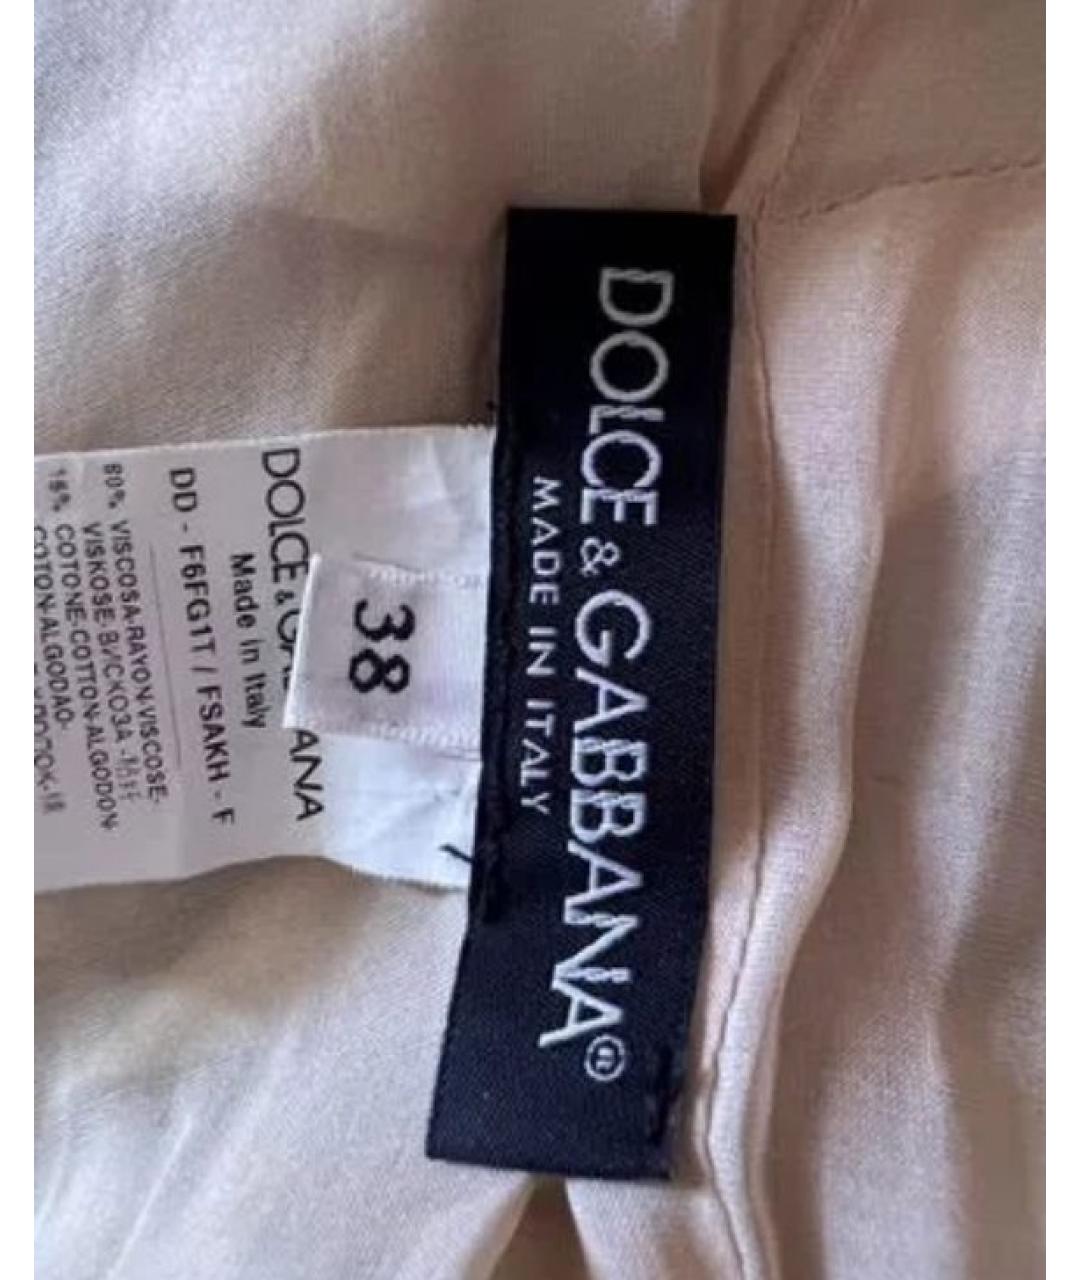 DOLCE & GABBANA®
MADE IN ITALY
38
DOLCE & GA ANA
Made in Italy
DD - F6FG1T / FSAKH - F
80% VISCOSA-RAYON-VISCOSE-
VISKOSE-
COTONE-COTTON-ALGODON-
COTON-ALGODAO-